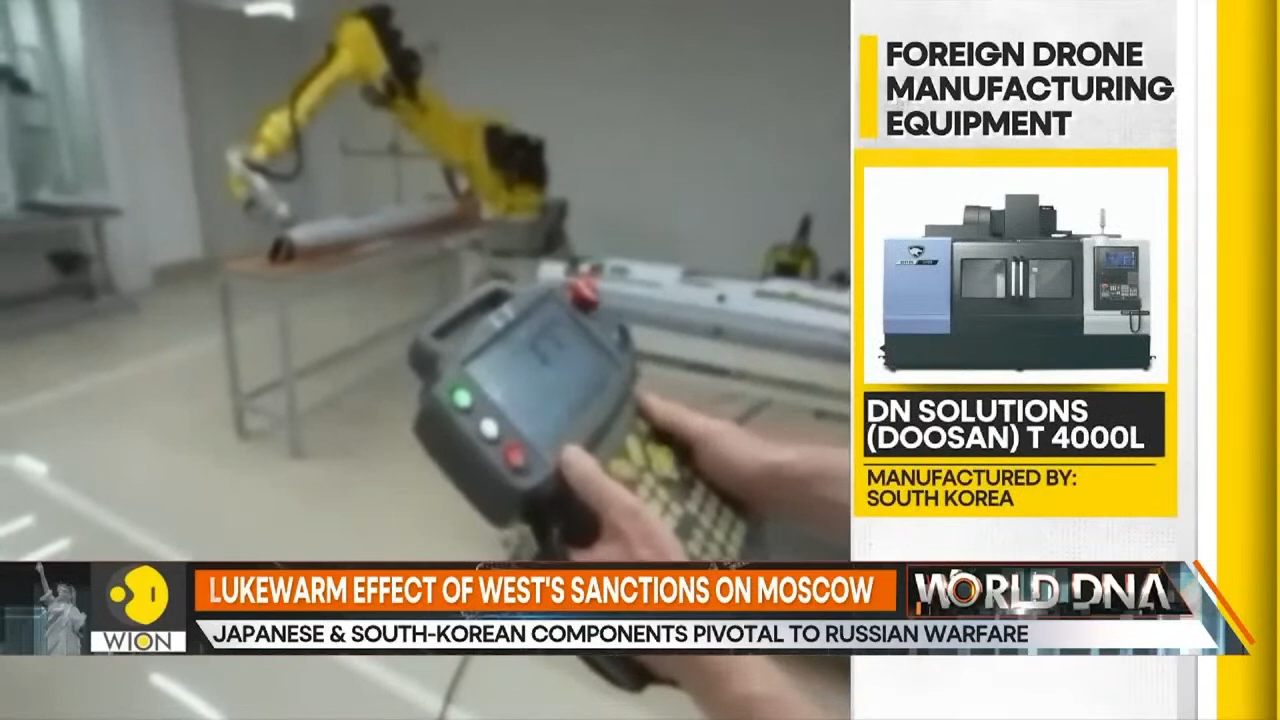 FOREIGN DRONE
MANUFACTURING
EQUIPMENT
DN SOLUTIONS
(DOOSAN) T 4000L
MANUFACTURED BY:
SOUTH KOREA
LUKEWARM EFFECT OF WEST'S SANCTIONS ON MOSCOW
WORLD DNA
WION
JAPANESE & SOUTH-KOREAN COMPONENTS PIVOTAL TO RUSSIAN WARFARE